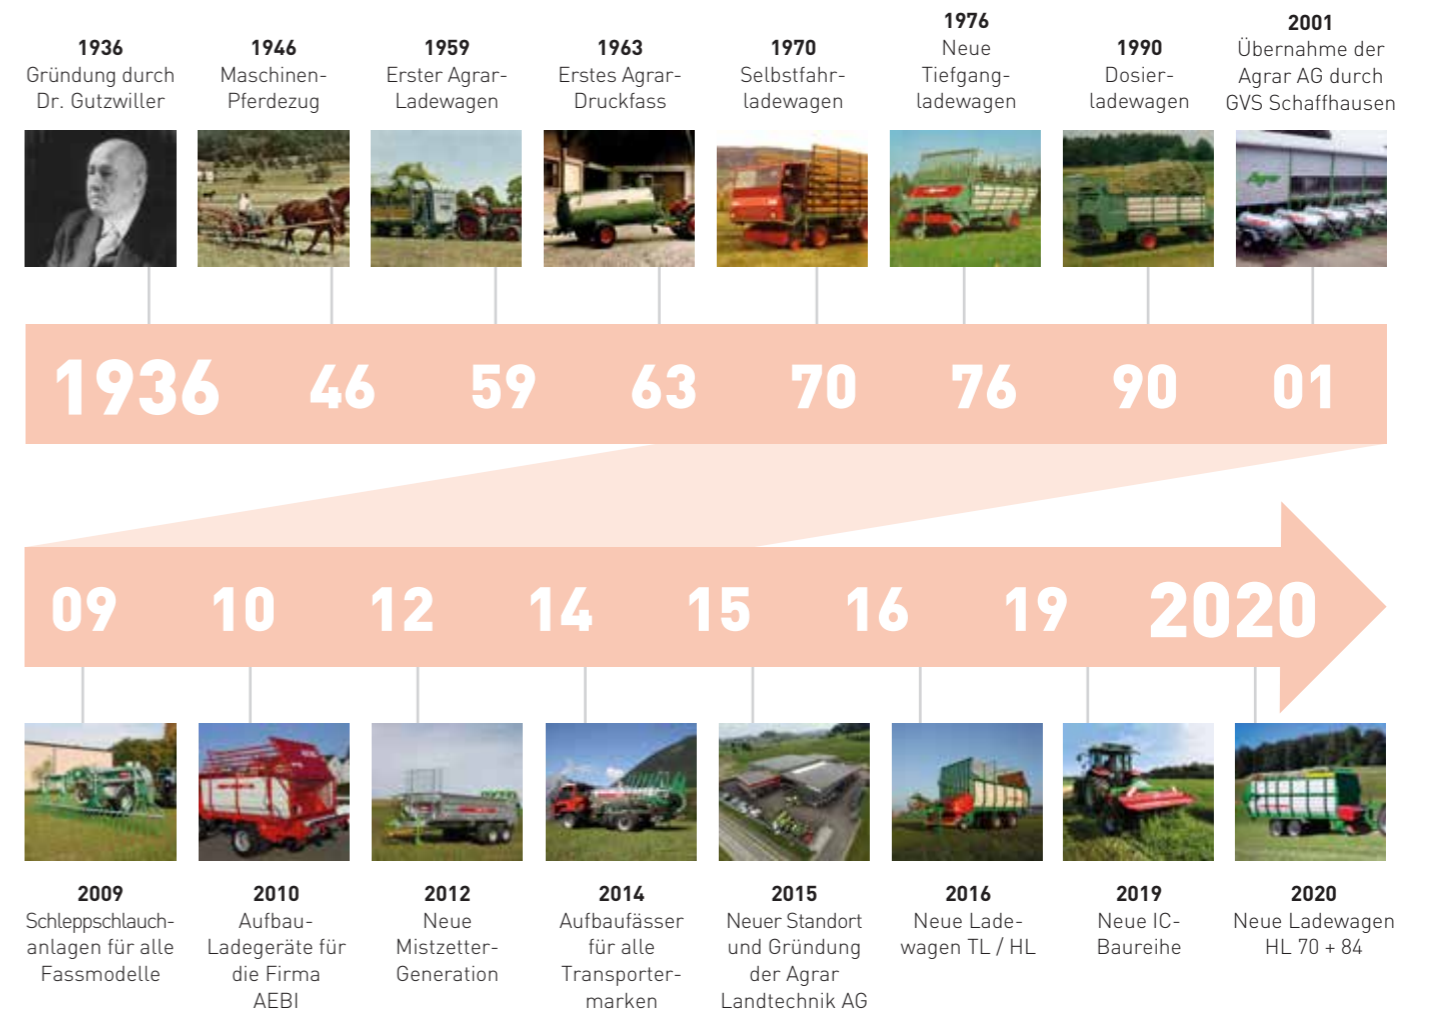 1936
Gründung durch
Dr. Gutzwiller
1946
Maschinen-
Pferdezug
1959
Erster Agrar-
Ladewagen
1963
Erstes Agrar-
Druckfass
1970
Selbstfahr-
ladewagen
1976
Neue
Tiefgang-
ladewagen
1990
Dosier-
ladewagen
2001
Übernahme der
Agrar AG durch
GVS Schaffhausen
Agrar
1936 46 59 63 70 76 90 01
09 10 12 14 15 16 19 2020
2009
Schleppschlauch-
anlagen für alle
Fassmodelle
2010
Aufbau-
Ladegeräte für
die Firma
AEBI
2012
Neue
Mistzetter-
Generation
2014
Aufbaufässer
für alle
Transporter-
marken
2015
Neuer Standort
und Gründung
der Agrar
Landtechnik AG
2016
Neue Lade-
wagen TL / HL
2019
Neue IC-
Baureihe
2020
Neue Ladewagen
HL 70 + 84